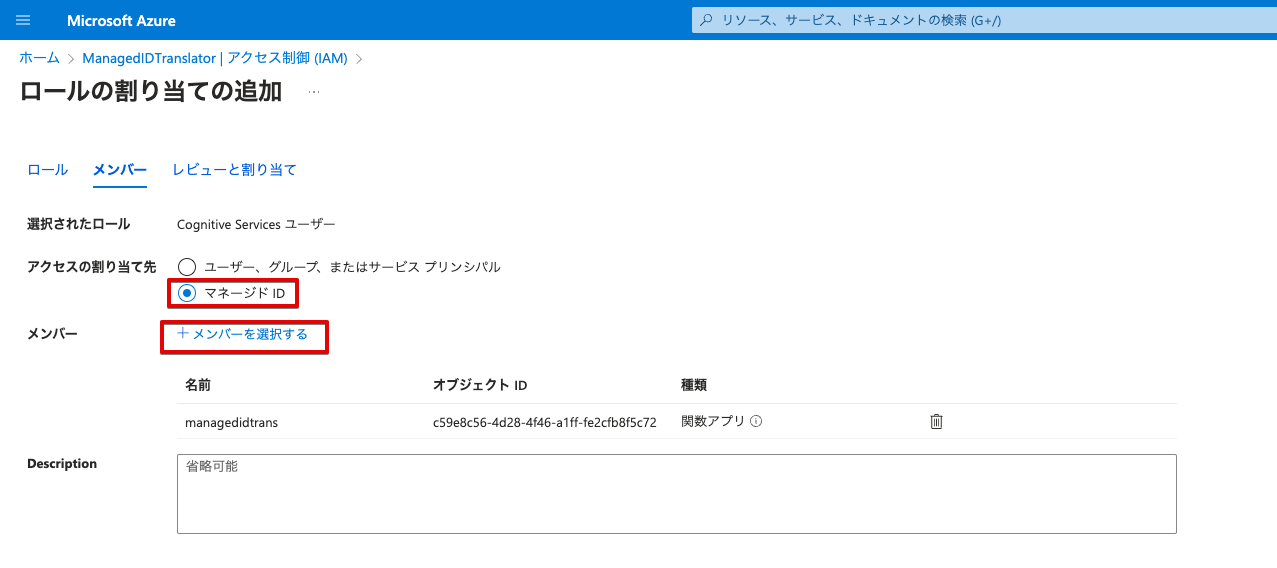 Microsoft Azure
リソース、サービス、ドキュメントの検索 (G+/)
ホーム > ManagedIDTranslator | アクセス制御 (IAM) >
ロールの割り当ての追加 ...
ロール メンバー レビューと割り当て
選択されたロール Cognitive Services ユーザー
アクセスの割り当て先 ユーザー、グループ、またはサービス プリンシパル
マネージド ID
メンバー + メンバーを選択する
名前 オブジェクト ID 種類
managedidtrans c59e8c56-4d28-4f46-a1ff-fe2cfb8f5c72 関数アプリ
Description 省略可能